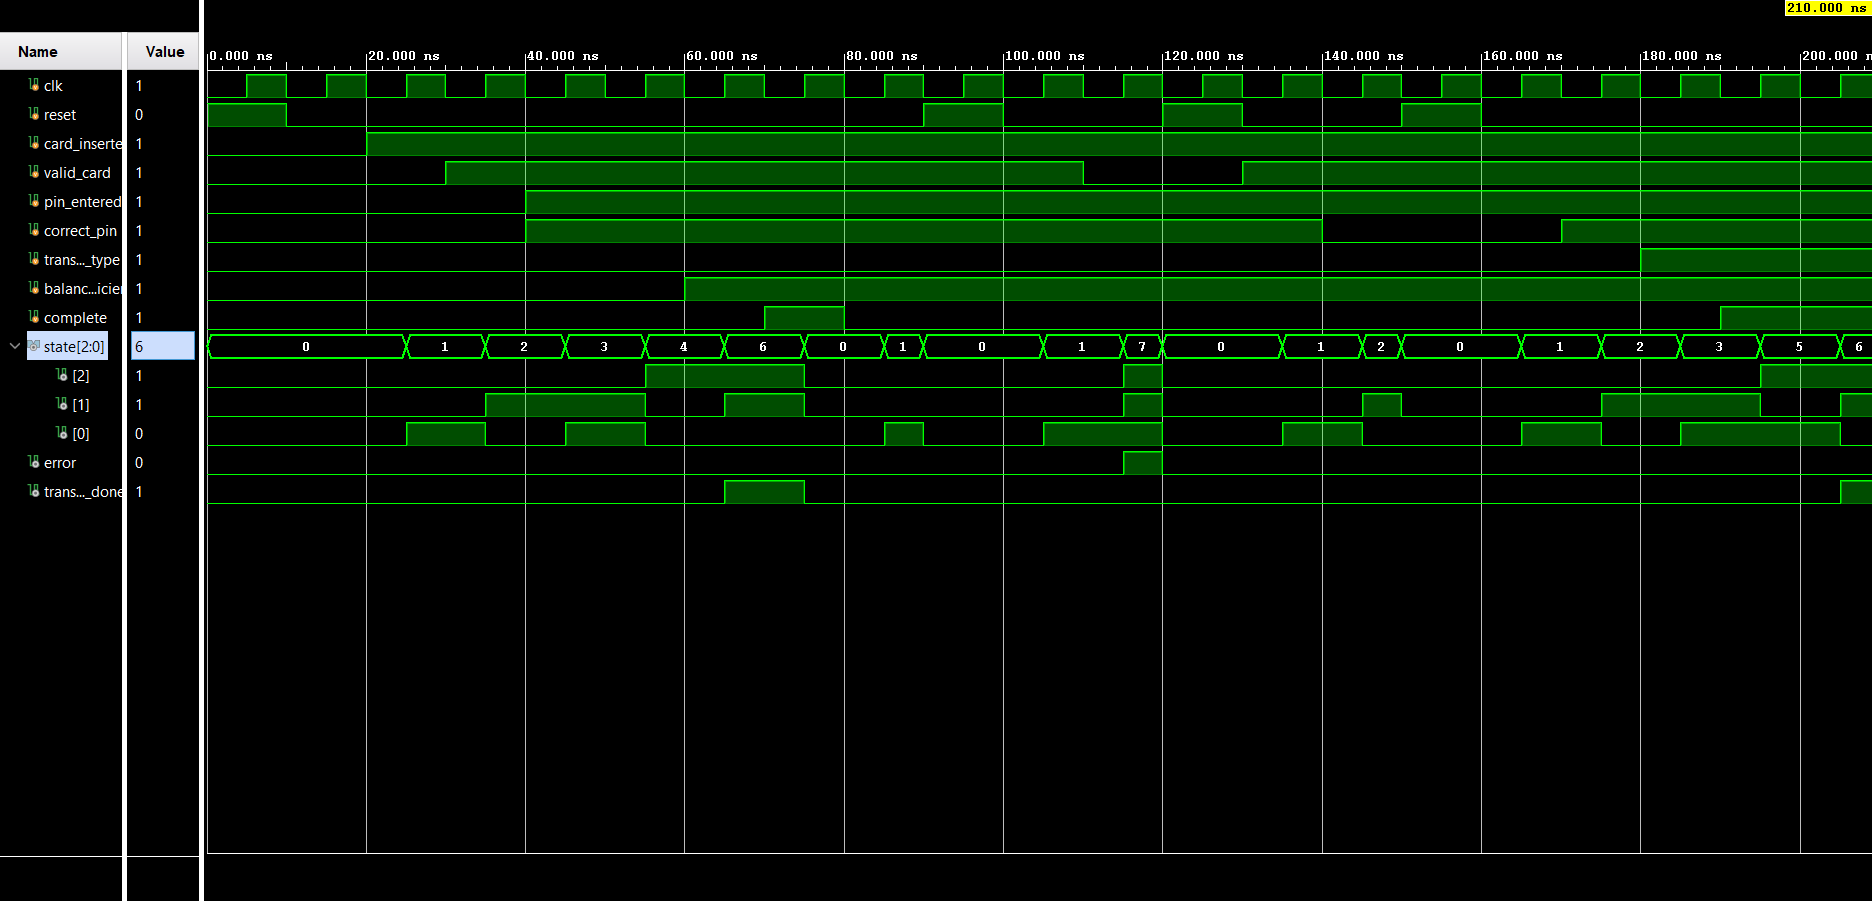 210.000 ns
Name Value
0.000 ns 20.000 ns 40.000 ns 60.000 ns 80.000 ns 100.000 ns 120.000 ns 140.000 ns 160.000 ns 180.000 ns 200.000 n
clk 1
reset 0
card_inserte 1
valid_card 1
pin_entered 1
correct_pin 1
trans..._type 1
balanc...icier 1
complete 1
state[2:0] 6 0 1 2 3 4 6 0 1 0 1 7 0 1 2 0 1 2 3 5 6
[2] 1
[1] 1
[0] 0
error 0
trans..._done 1